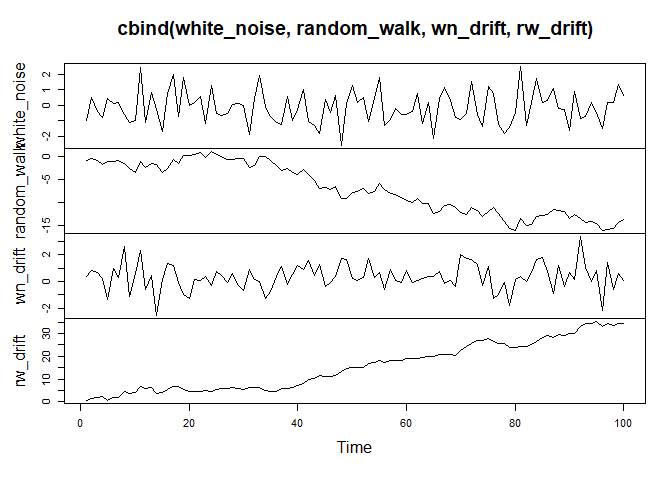 cbind(white_noise, random_walk, wn_drift, rw_drift)
white_noise
-2 0 1 2
random_walk
-15 -5 0
wn_drift
-2 0 2
rw_drift
0 10 20 30
0 20 40 60 80 100
Time